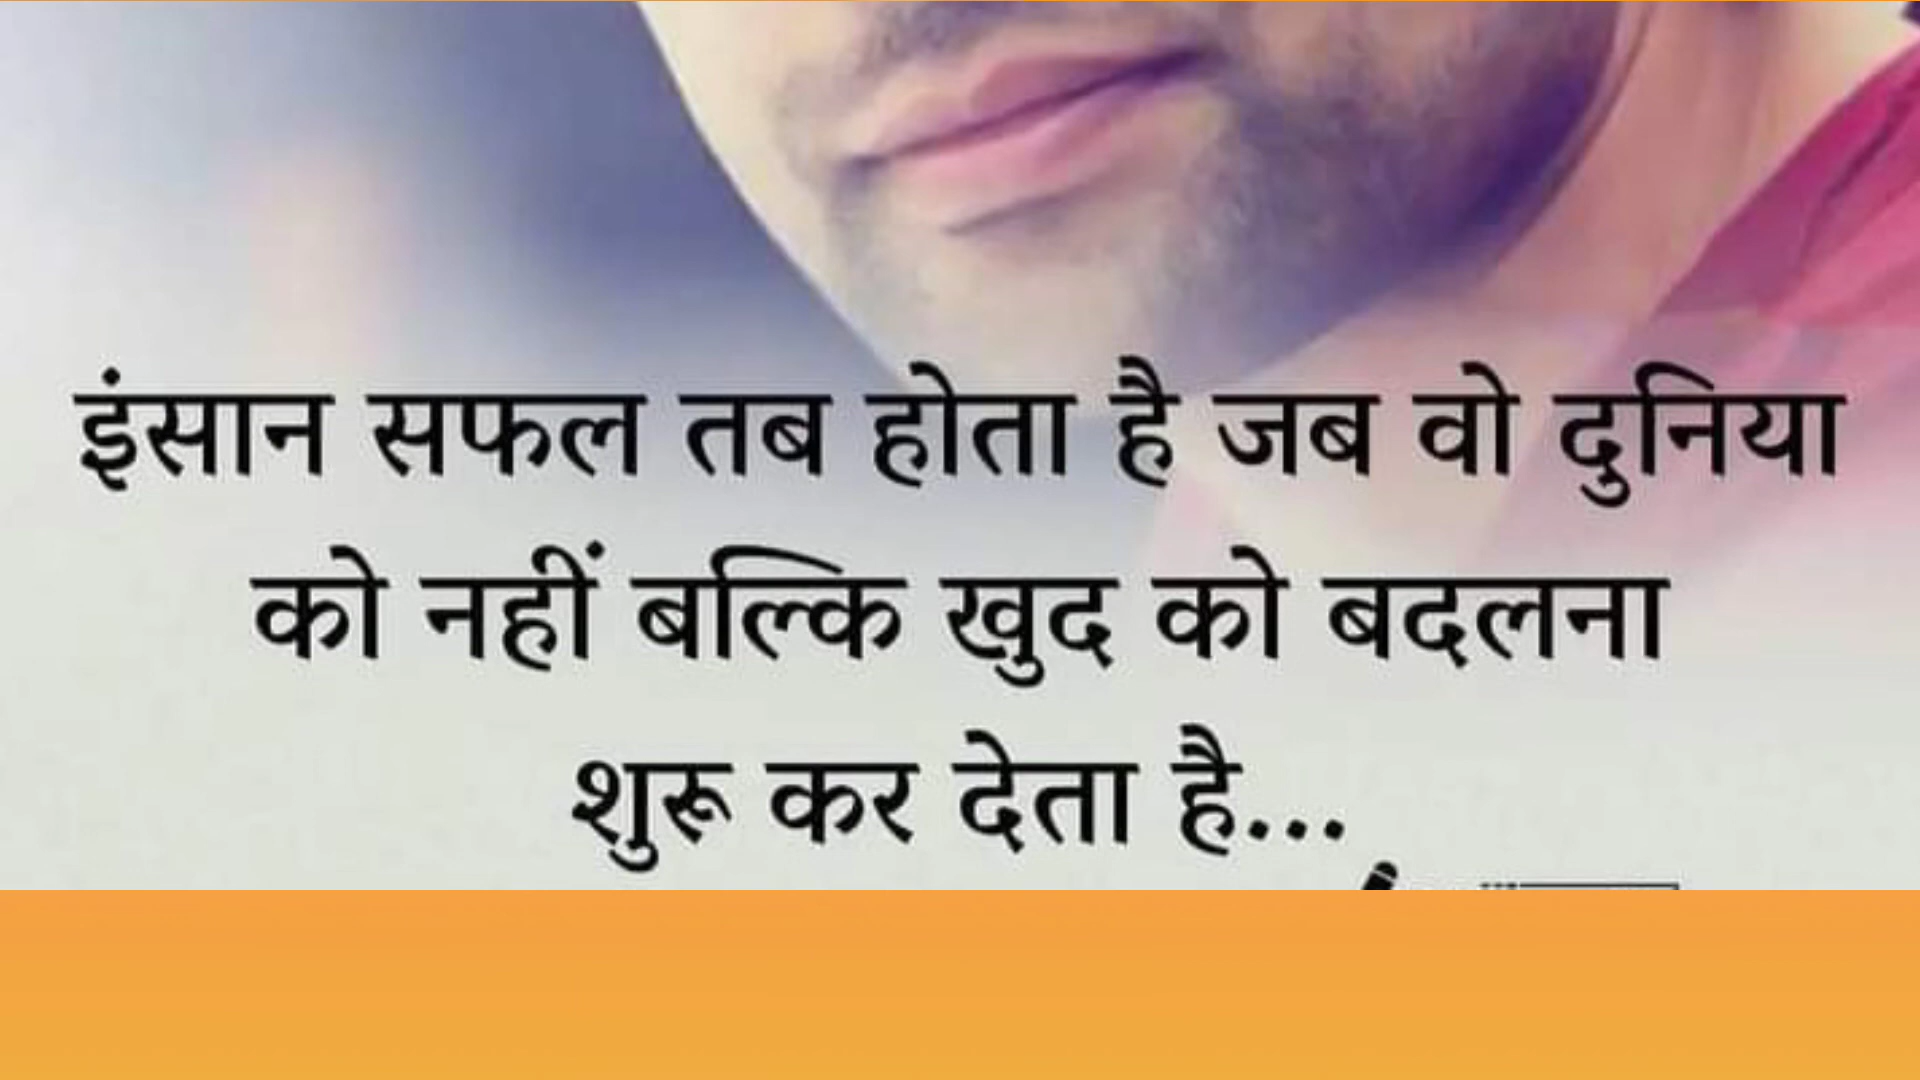 इंसान सफल तब होता है जब वो दुनिया
को नहीं बल्कि खुद को बदलना
शुरू कर देता है...